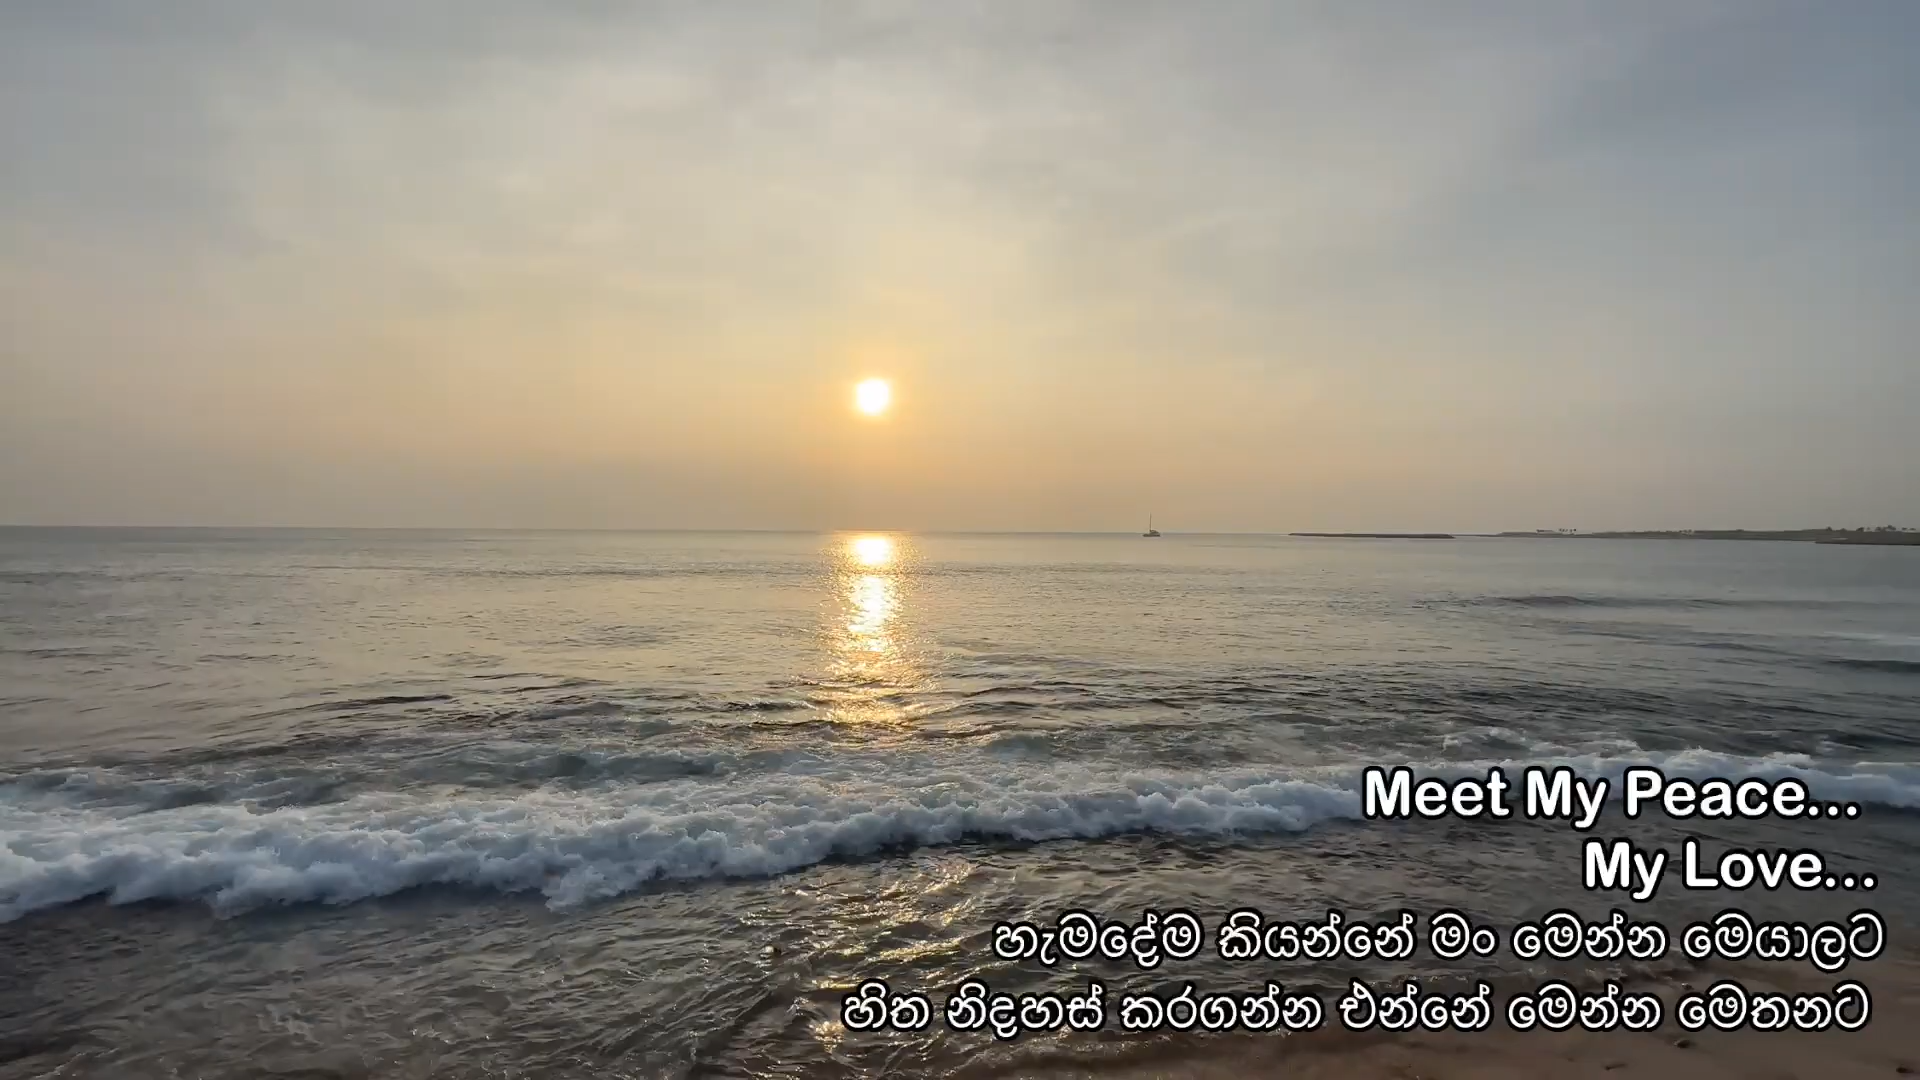 Meet My Peace...
My Love...
හැමදේම කියන්නේ මං මෙන්න මෙයාලට
හිත නිදහස් කරගන්න එන්නේ මෙන්න මෙතනට